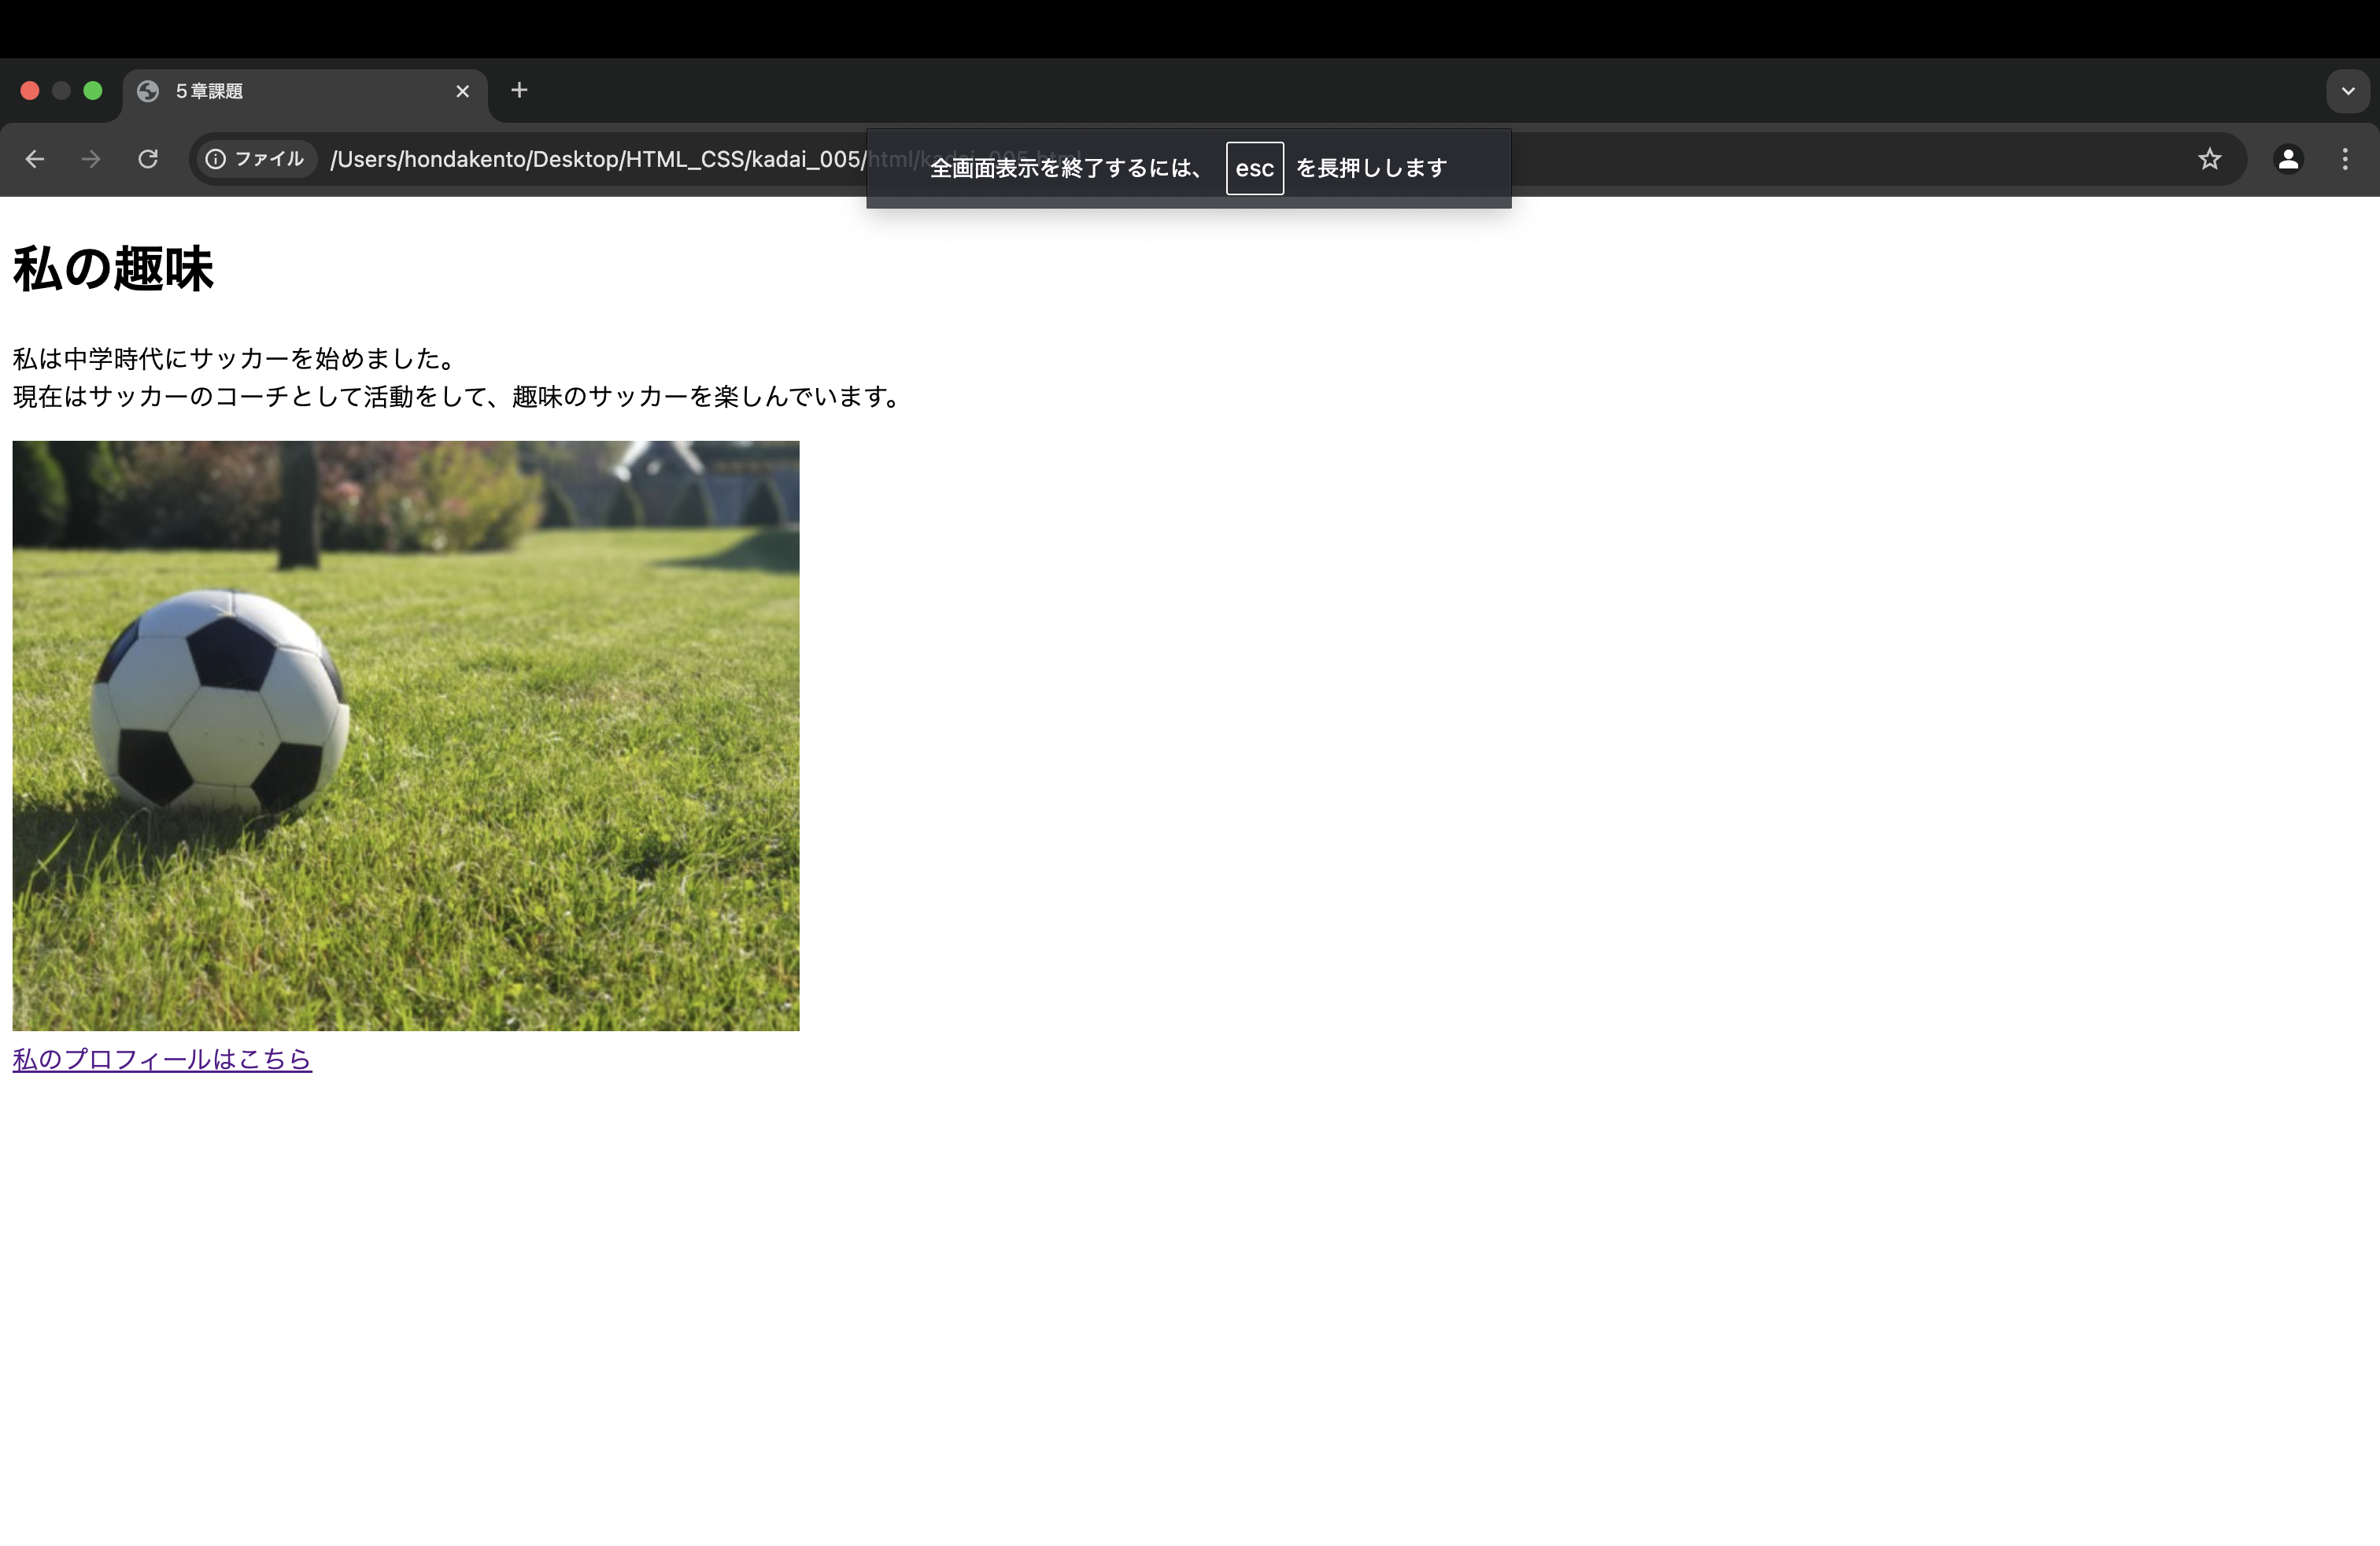 ５章課題
ファイル /Users/hondakento/Desktop/HTML_CSS/kadai_005/html/kadai_005.html
全画面表示を終了するには、 esc を長押しします
私の趣味
私は中学時代にサッカーを始めました。
現在はサッカーのコーチとして活動をして、趣味のサッカーを楽しんでいます。
私のプロフィールはこちら